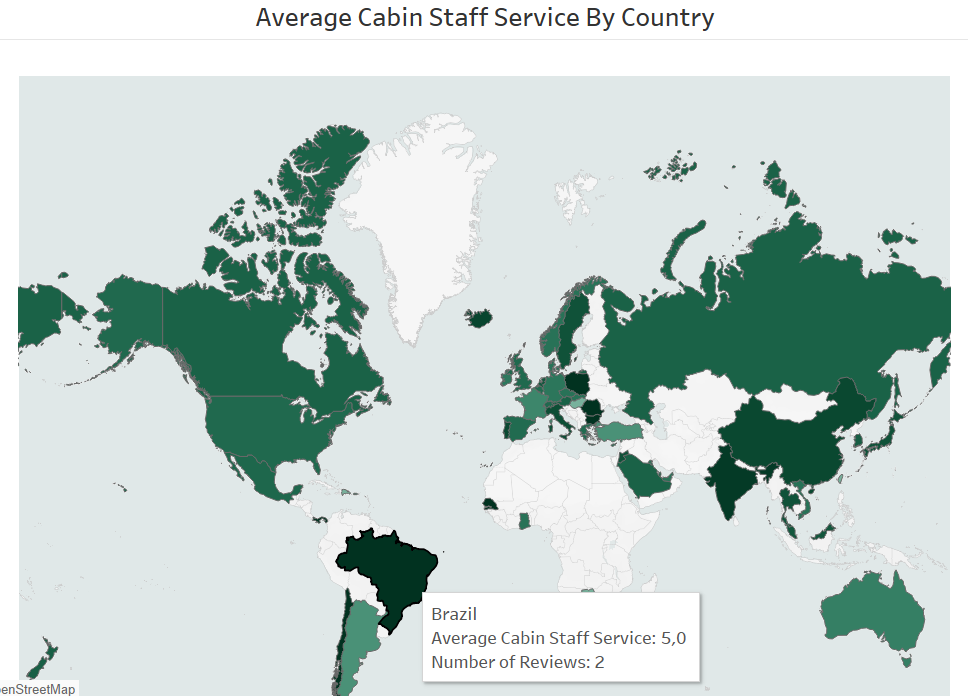 Average Cabin Staff Service By Country
Brazil
Average Cabin Staff Service: 5,0
Number of Reviews: 2
enStreetMap